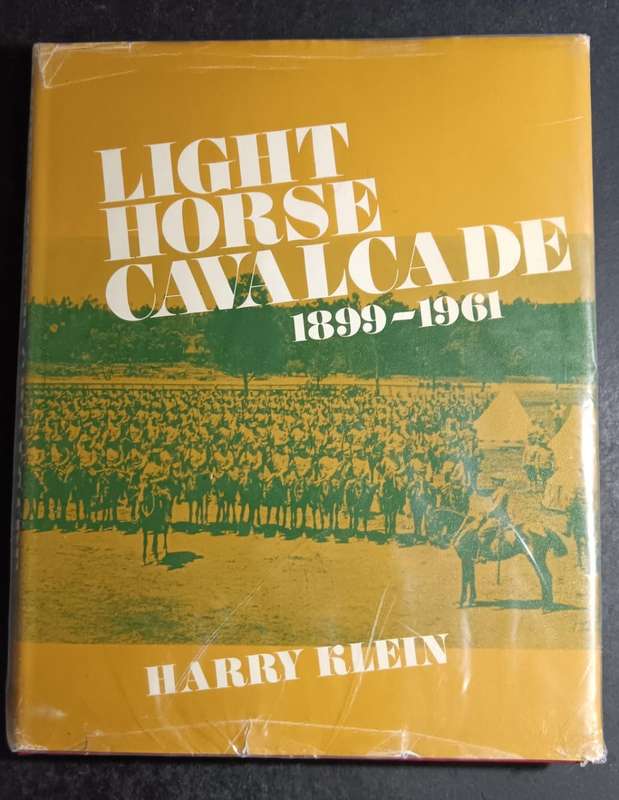 LIGHT
HORSE
CAVALCADE
1899-1961
HARRY KLEIN